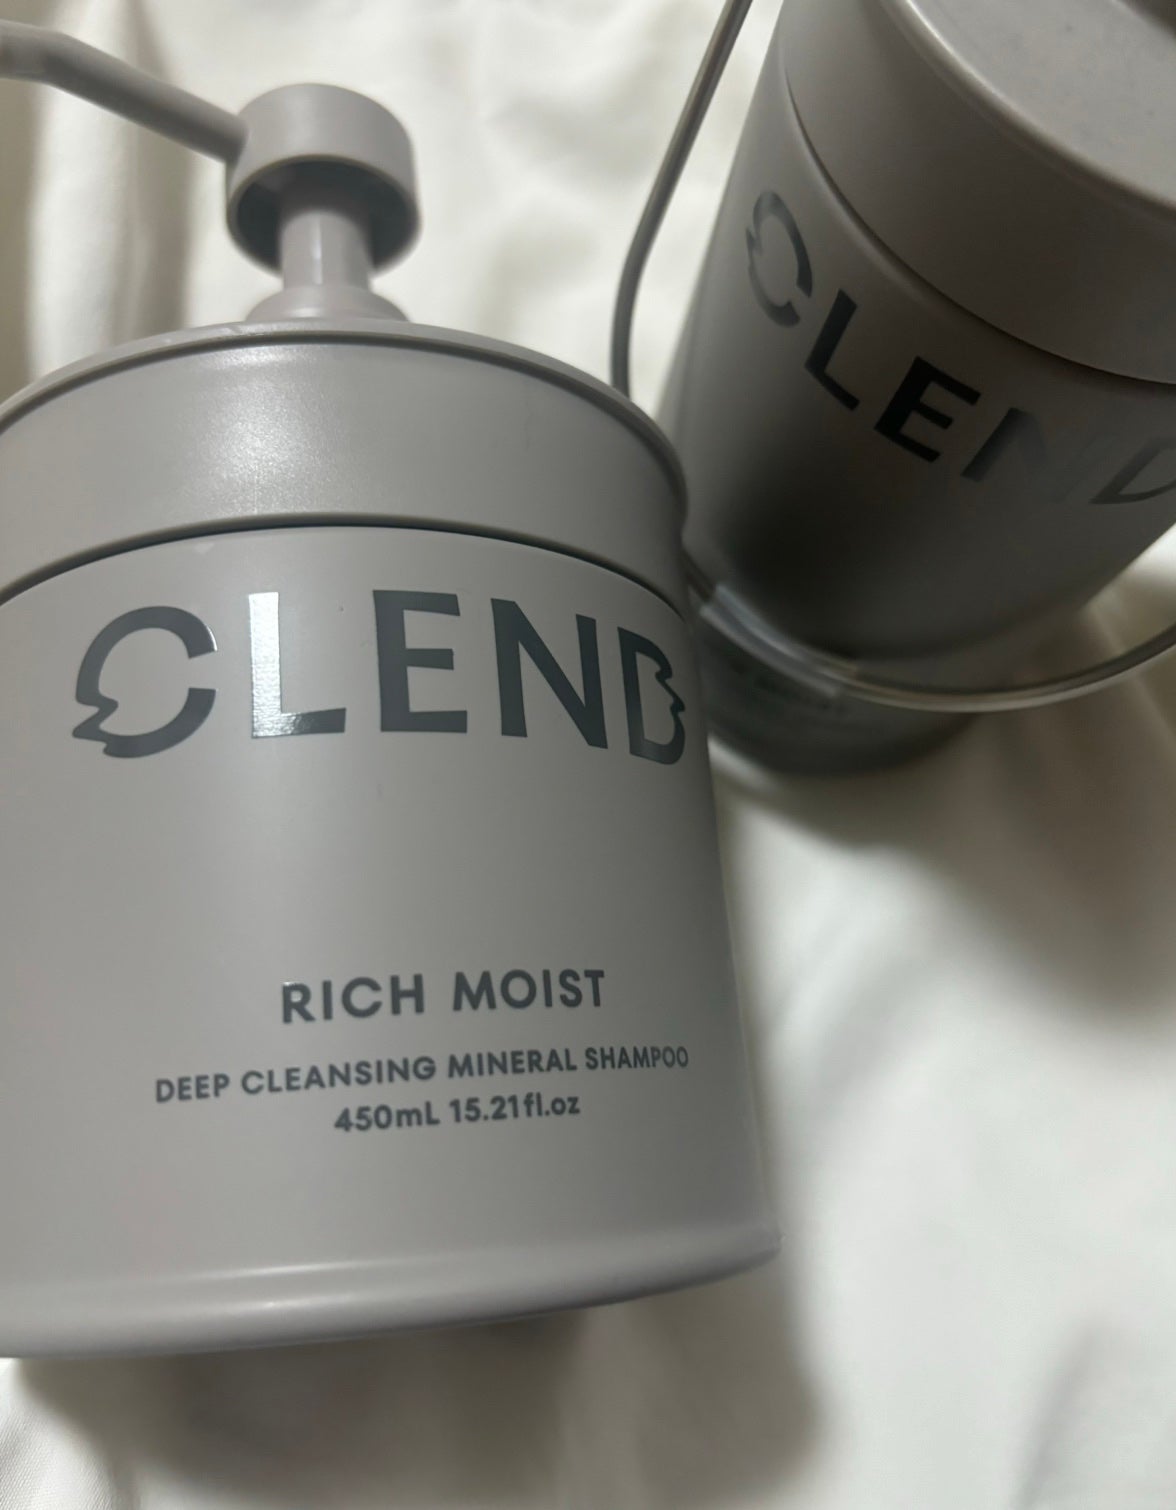 CLEND
RICH MOIST
DEEP CLEANSING MINERAL SHAMPOO
450mL 15.21fl.oz
CLEND